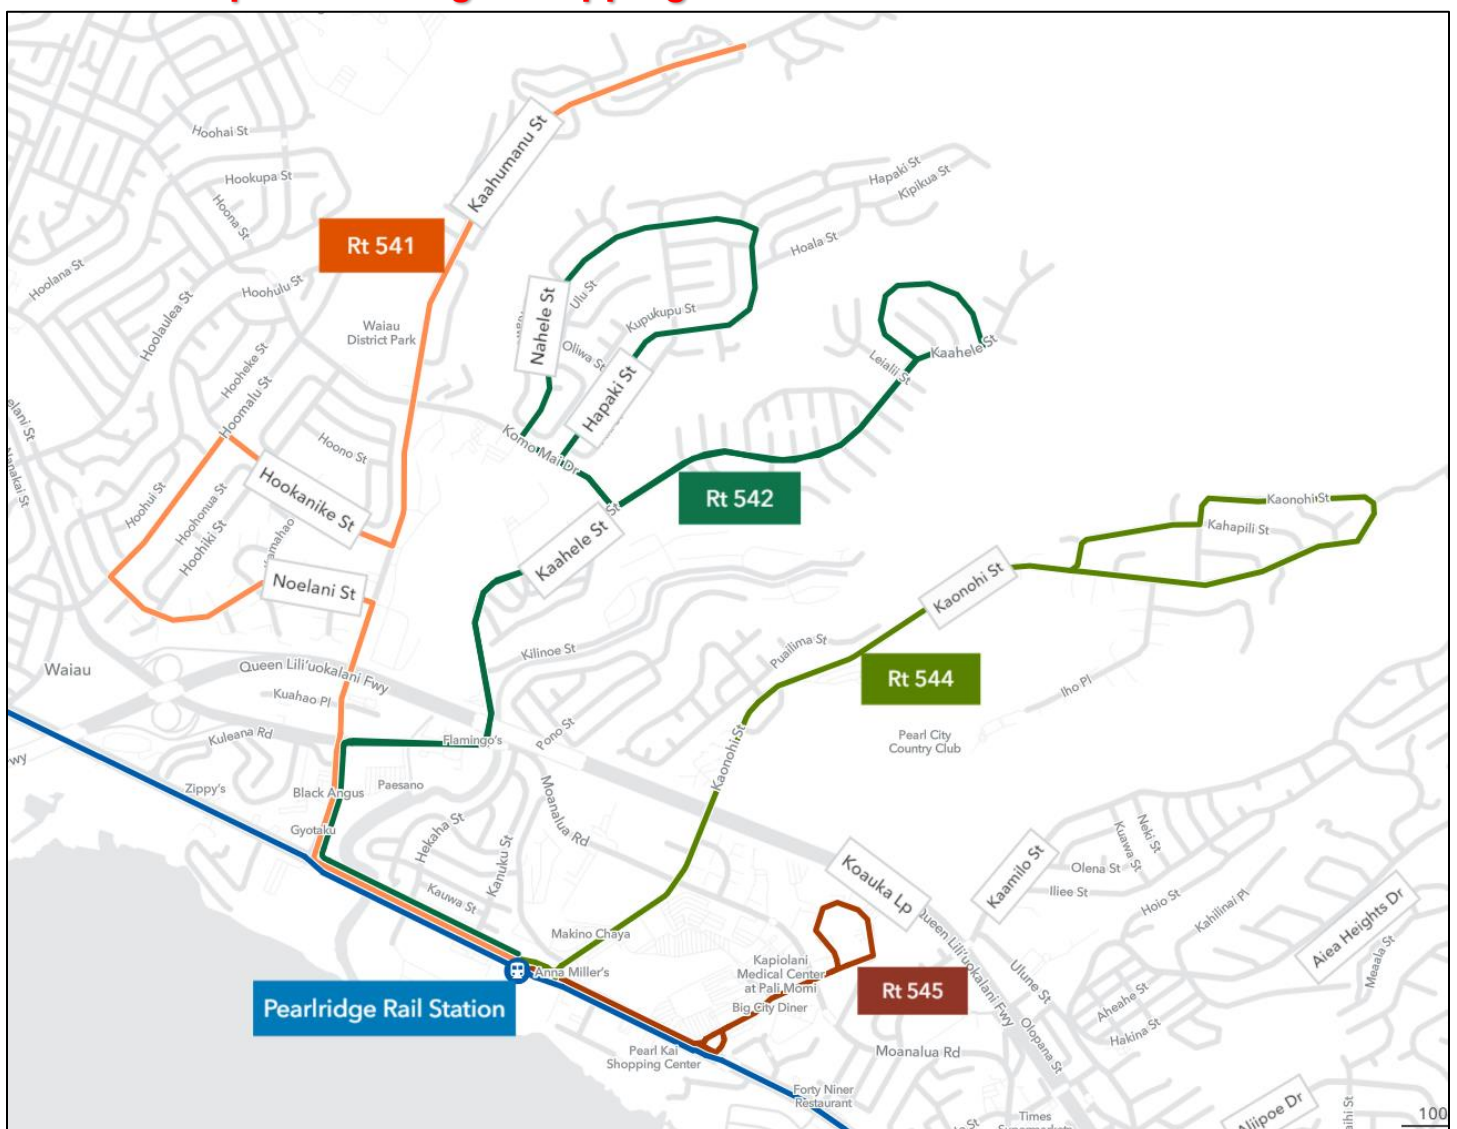 Kaahumanu St
Hoohai St
Hookupa St
Hoona St
Hapaki St
Kipikua St
Hoala St
Rt 541
Hoolana St
Hoohulu St
Hoolaulea St
Waiau
District Park
Nahele St
Ulu St
Kupukupu St
Oliwa St
Hapaki St
Leialii St
Kaahele St
Hooheke St
Hoomalu St
Hoono St
Komo Mai Dr
Hookanike St
Hoohui St
Hoohonua St
Hoohiki St
Rt 542
St
Kaahele St
Kaonohi St
Kahapili St
Noelani St
Kaonohi St
Waiau
Queen Lili'uokalani Fwy
Kuahao Pl
Kilinoe St
Puailima St
Rt 544
Iho Pl
Kuleana Rd
Flamingo's
Pono St
Kaonohi St
Pearl City
Country Club
Zippy's
Black Angus
Paesano
Gyotaku
Moanalua Rd
Hekaha St
Kanuku St
Kauwa St
Koauka Lp
Kaamilo St
Kuawa St
Neki St
Olena St
Iliee St
Hoio St
Kahilinai Pl
Aiea Heights Dr
Meaala St
Makino Chaya
Anna Miller's
Kapiolani
Medical Center
at Pali Momi
Big City Diner
Rt 545
Queen Lili'uokalani Fwy
Ulune St
Olopana St
Aheahe St
Hakina St
Pearlridge Rail Station
Pearl Kai
Shopping Center
Moanalua Rd
Forty Niner
Restaurant
Times
100